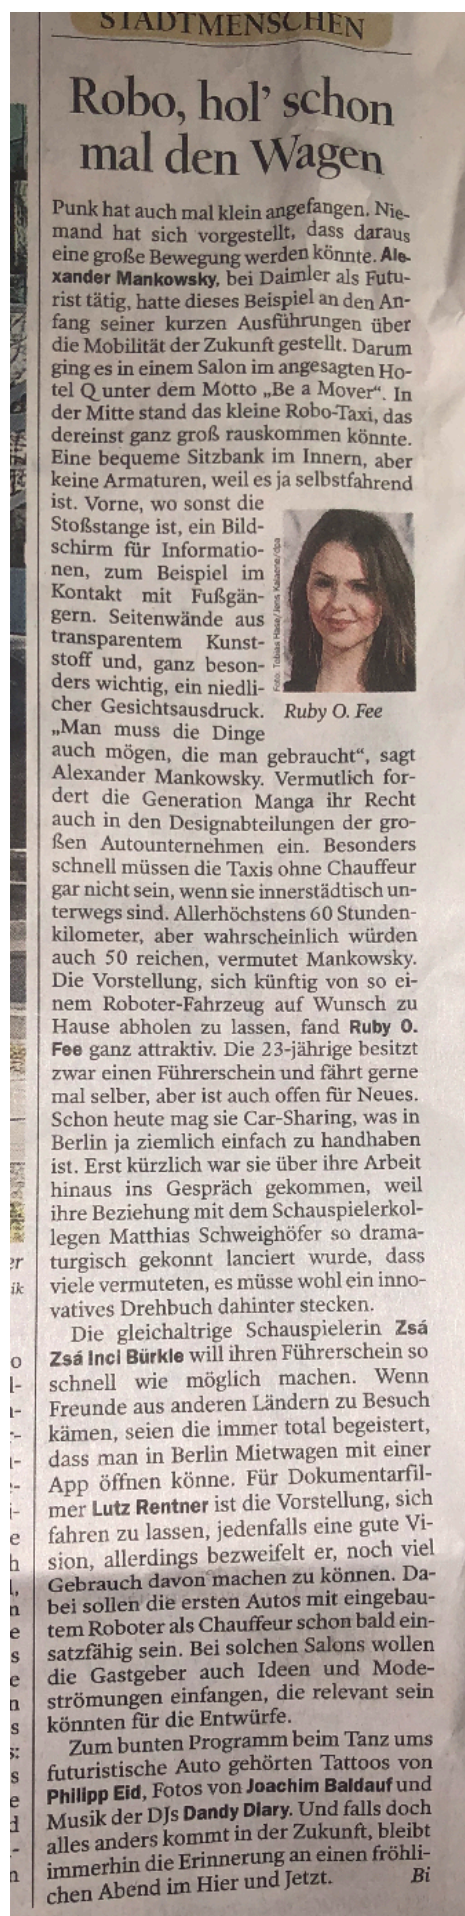 STADTMENSCHEN
Robo, hol’ schon
mal den Wagen
Punk hat auch mal klein angefangen. Nie-
mand hat sich vorgestellt, dass daraus
eine große Bewegung werden könnte. Ale-
xander Mankowsky, bei Daimler als Futu-
rist tätig, hatte dieses Beispiel an den An-
fang seiner kurzen Ausführungen über
die Mobilität der Zukunft gestellt. Darum
ging es in einem Salon im angesagten Ho-
tel Q unter dem Motto „Be a Mover“. In
der Mitte stand das kleine Robo-Taxi, das
dereinst ganz groß rauskommen könnte.
Eine bequeme Sitzbank im Innern, aber
keine Armaturen, weil es ja selbstfahrend
ist. Vorne, wo sonst die
Stoßstange ist, ein Bild-
schirm für Informatio-
nen, zum Beispiel im
Kontakt mit Fußgän-
gern. Seitenwände aus
transparentem Kunst-
stoff und, ganz beson-
ders wichtig, ein niedli-
cher Gesichtsausdruck.
„Man muss die Dinge
auch mögen, die man gebraucht“, sagt
Alexander Mankowsky. Vermutlich for-
dert die Generation Manga ihr Recht
auch in den Designabteilungen der gro-
ßen Autounternehmen ein. Besonders
schnell müssen die Taxis ohne Chauffeur
gar nicht sein, wenn sie innerstädtisch un-
terwegs sind. Allerhöchstens 60 Stunden-
kilometer, aber wahrscheinlich würden
auch 50 reichen, vermutet Mankowsky.
Die Vorstellung, sich künftig von so ei-
nem Roboter-Fahrzeug auf Wunsch zu
Hause abholen zu lassen, fand Ruby O.
Fee ganz attraktiv. Die 23-jährige besitzt
zwar einen Führerschein und fährt gerne
mal selber, aber ist auch offen für Neues.
Schon heute mag sie Car-Sharing, was in
Berlin ja ziemlich einfach zu handhaben
ist. Erst kürzlich war sie über ihre Arbeit
hinaus ins Gespräch gekommen, weil
ihre Beziehung mit dem Schauspielerkol-
legen Matthias Schweighöfer so drama-
turgisch gekonnt lanciert wurde, dass
viele vermuteten, es müsse wohl ein inno-
vatives Drehbuch dahinter stecken.
Die gleichaltrige Schauspielerin Zsá
Zsá Inci Bürkle will ihren Führerschein so
schnell wie möglich machen. Wenn
Freunde aus anderen Ländern zu Besuch
kämen, seien die immer total begeistert,
dass man in Berlin Mietwagen mit einer
App öffnen könne. Für Dokumentarfil-
mer Lutz Rentner ist die Vorstellung, sich
fahren zu lassen, jedenfalls eine gute Vi-
sion, allerdings bezweifelt er, noch viel
Gebrauch davon machen zu können. Da-
bei sollen die ersten Autos mit eingebau-
tem Roboter als Chauffeur schon bald ein-
satzfähig sein. Bei solchen Salons wollen
die Gastgeber auch Ideen und Mode-
strömungen einfangen, die relevant sein
könnten für die Entwürfe.
Zum bunten Programm beim Tanz ums
futuristische Auto gehörten Tattoos von
Philipp Eid, Fotos von Joachim Baldauf und
Musik der DJs Dandy Diary. Und falls doch
alles anders kommt in der Zukunft, bleibt
immerhin die Erinnerung an einen fröhli-
chen Abend im Hier und Jetzt. Bi
Foto: Tobias Hase/Jens Kalaene/dpa
Ruby O. Fee